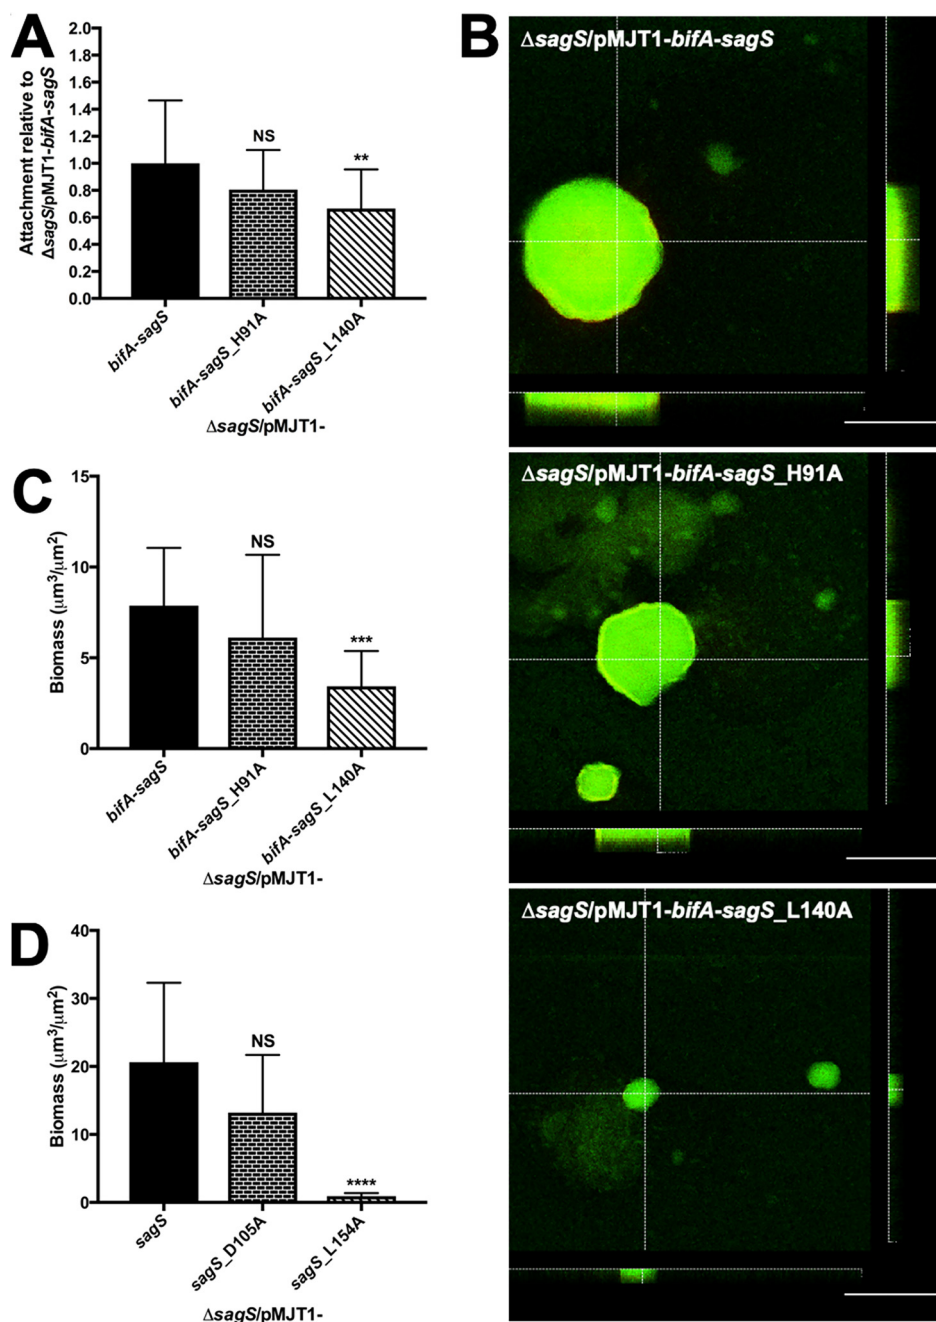 A
Attachment relative to
ΔsagS/pMJT1-bifA-sagS
2.0
1.8
1.6
1.4
1.2
1.0
0.8
0.6
0.4
0.2
0.0
NS
**
bifA-sagS
bifA-sagS_H91A
bifA-sagS_L140A
ΔsagS/pMJT1-
B
ΔsagS/pMJT1-bifA-sagS
ΔsagS/pMJT1-bifA-sagS_H91A
ΔsagS/pMJT1-bifA-sagS_L140A
C
Biomass (μm³/μm²)
15
10
5
0
NS
***
bifA-sagS
bifA-sagS_H91A
bifA-sagS_L140A
ΔsagS/pMJT1-
D
Biomass (μm³/μm²)
40
30
20
10
0
NS
****
sagS
sagS_D105A
sagS_L154A
ΔsagS/pMJT1-